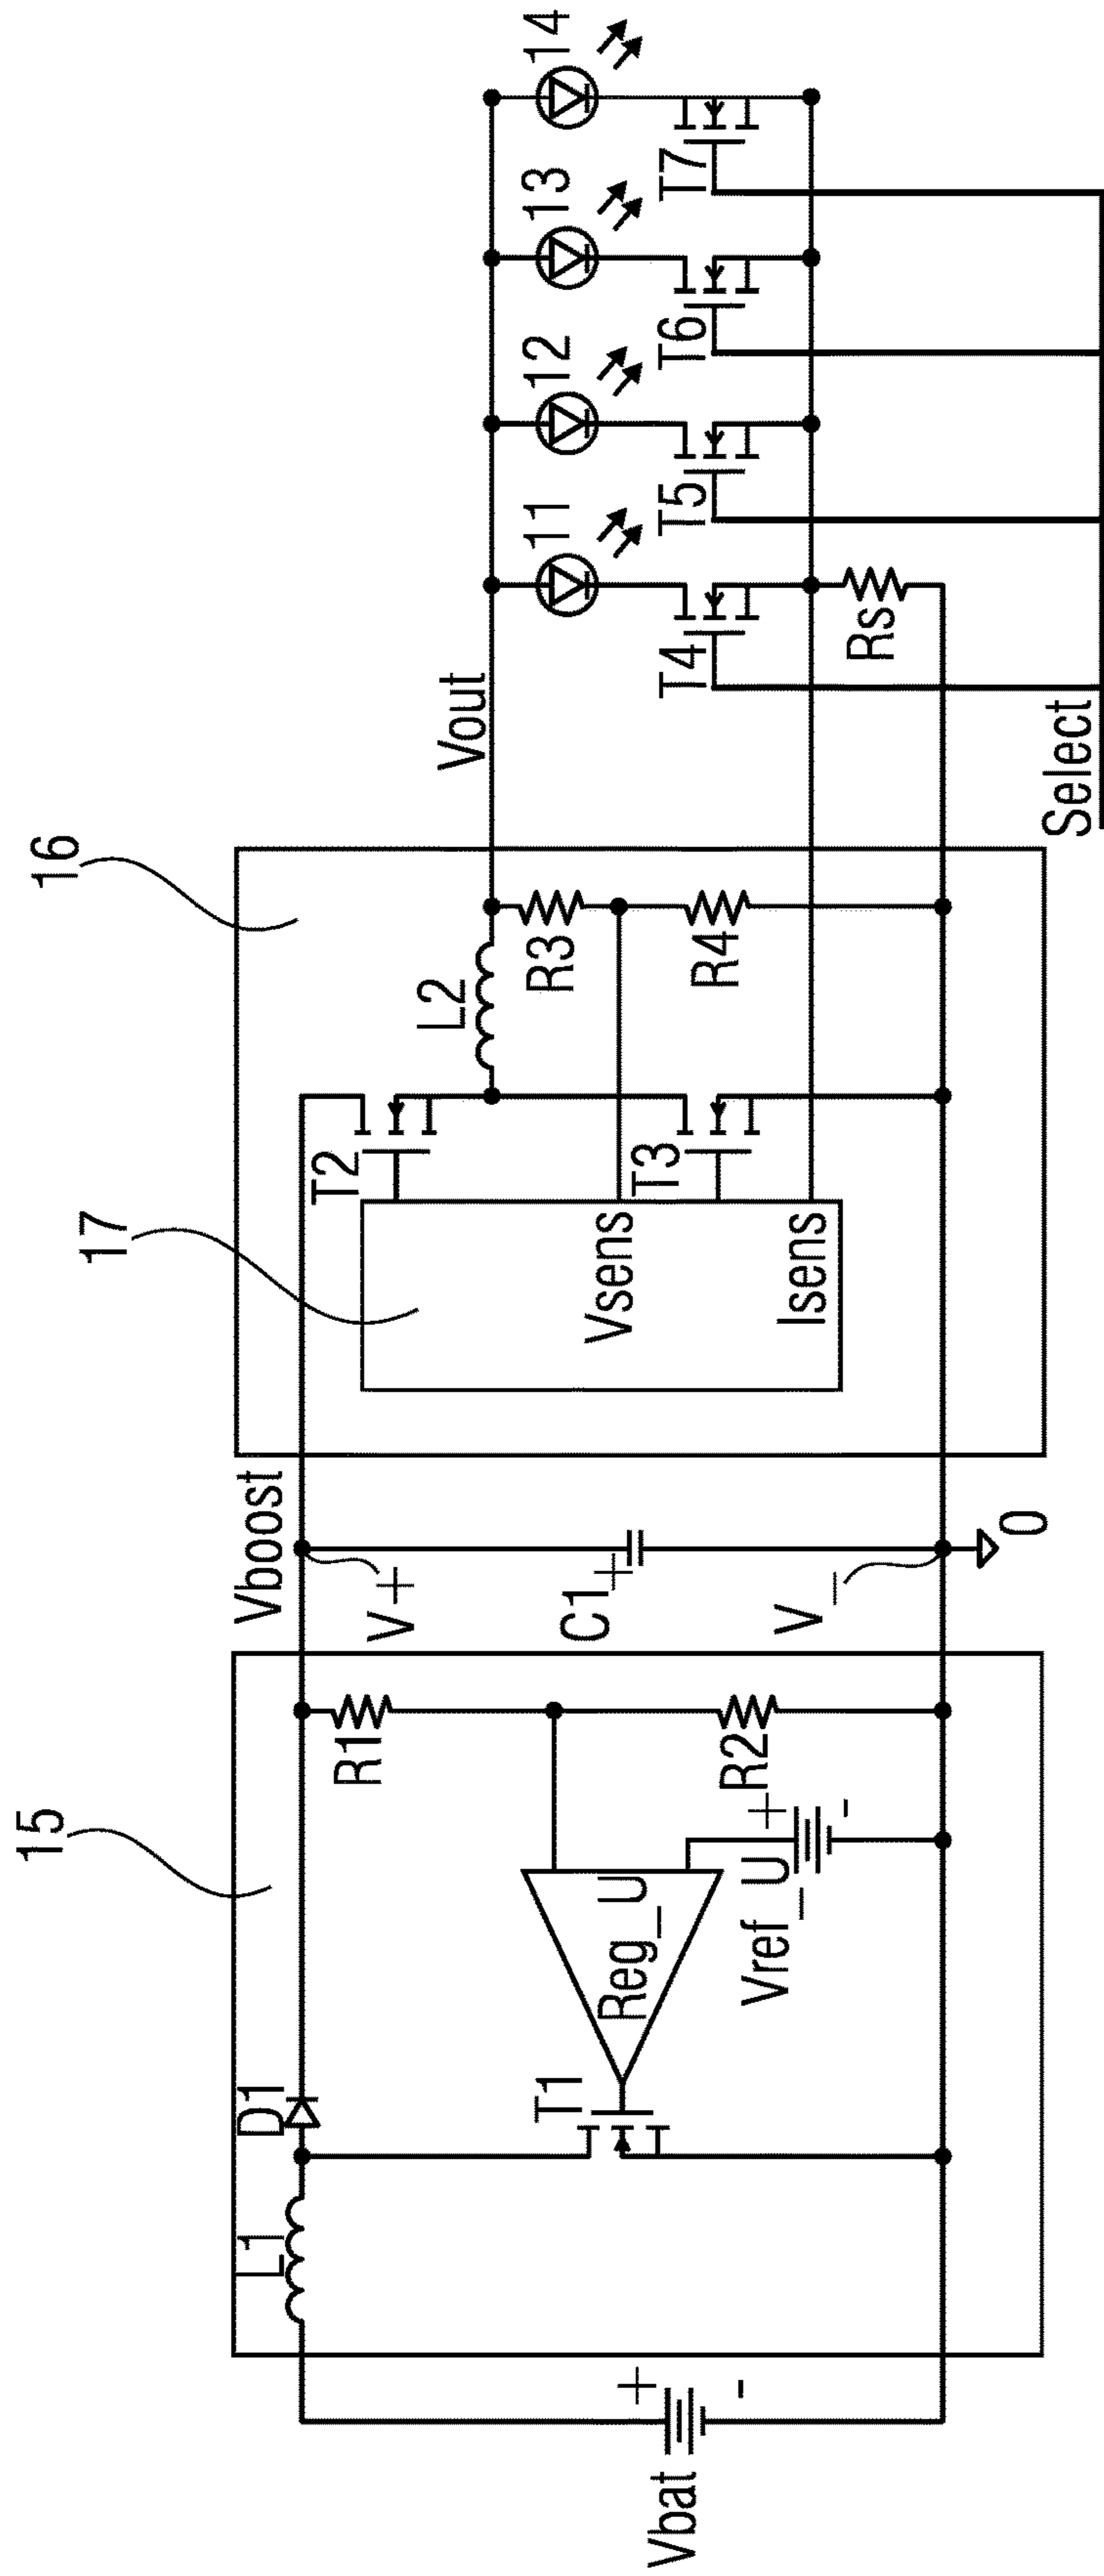 15
16
17
14
13
12
11
L1
D1
Vboost
V+
R1
T1
Reg_U
Vref_U
+
-
R2
C1
+
V_
0
Vbat
+
-
T2
L2
Vout
R3
Vsens
T3
R4
Isens
T4
T5
T6
T7
Rs
Select